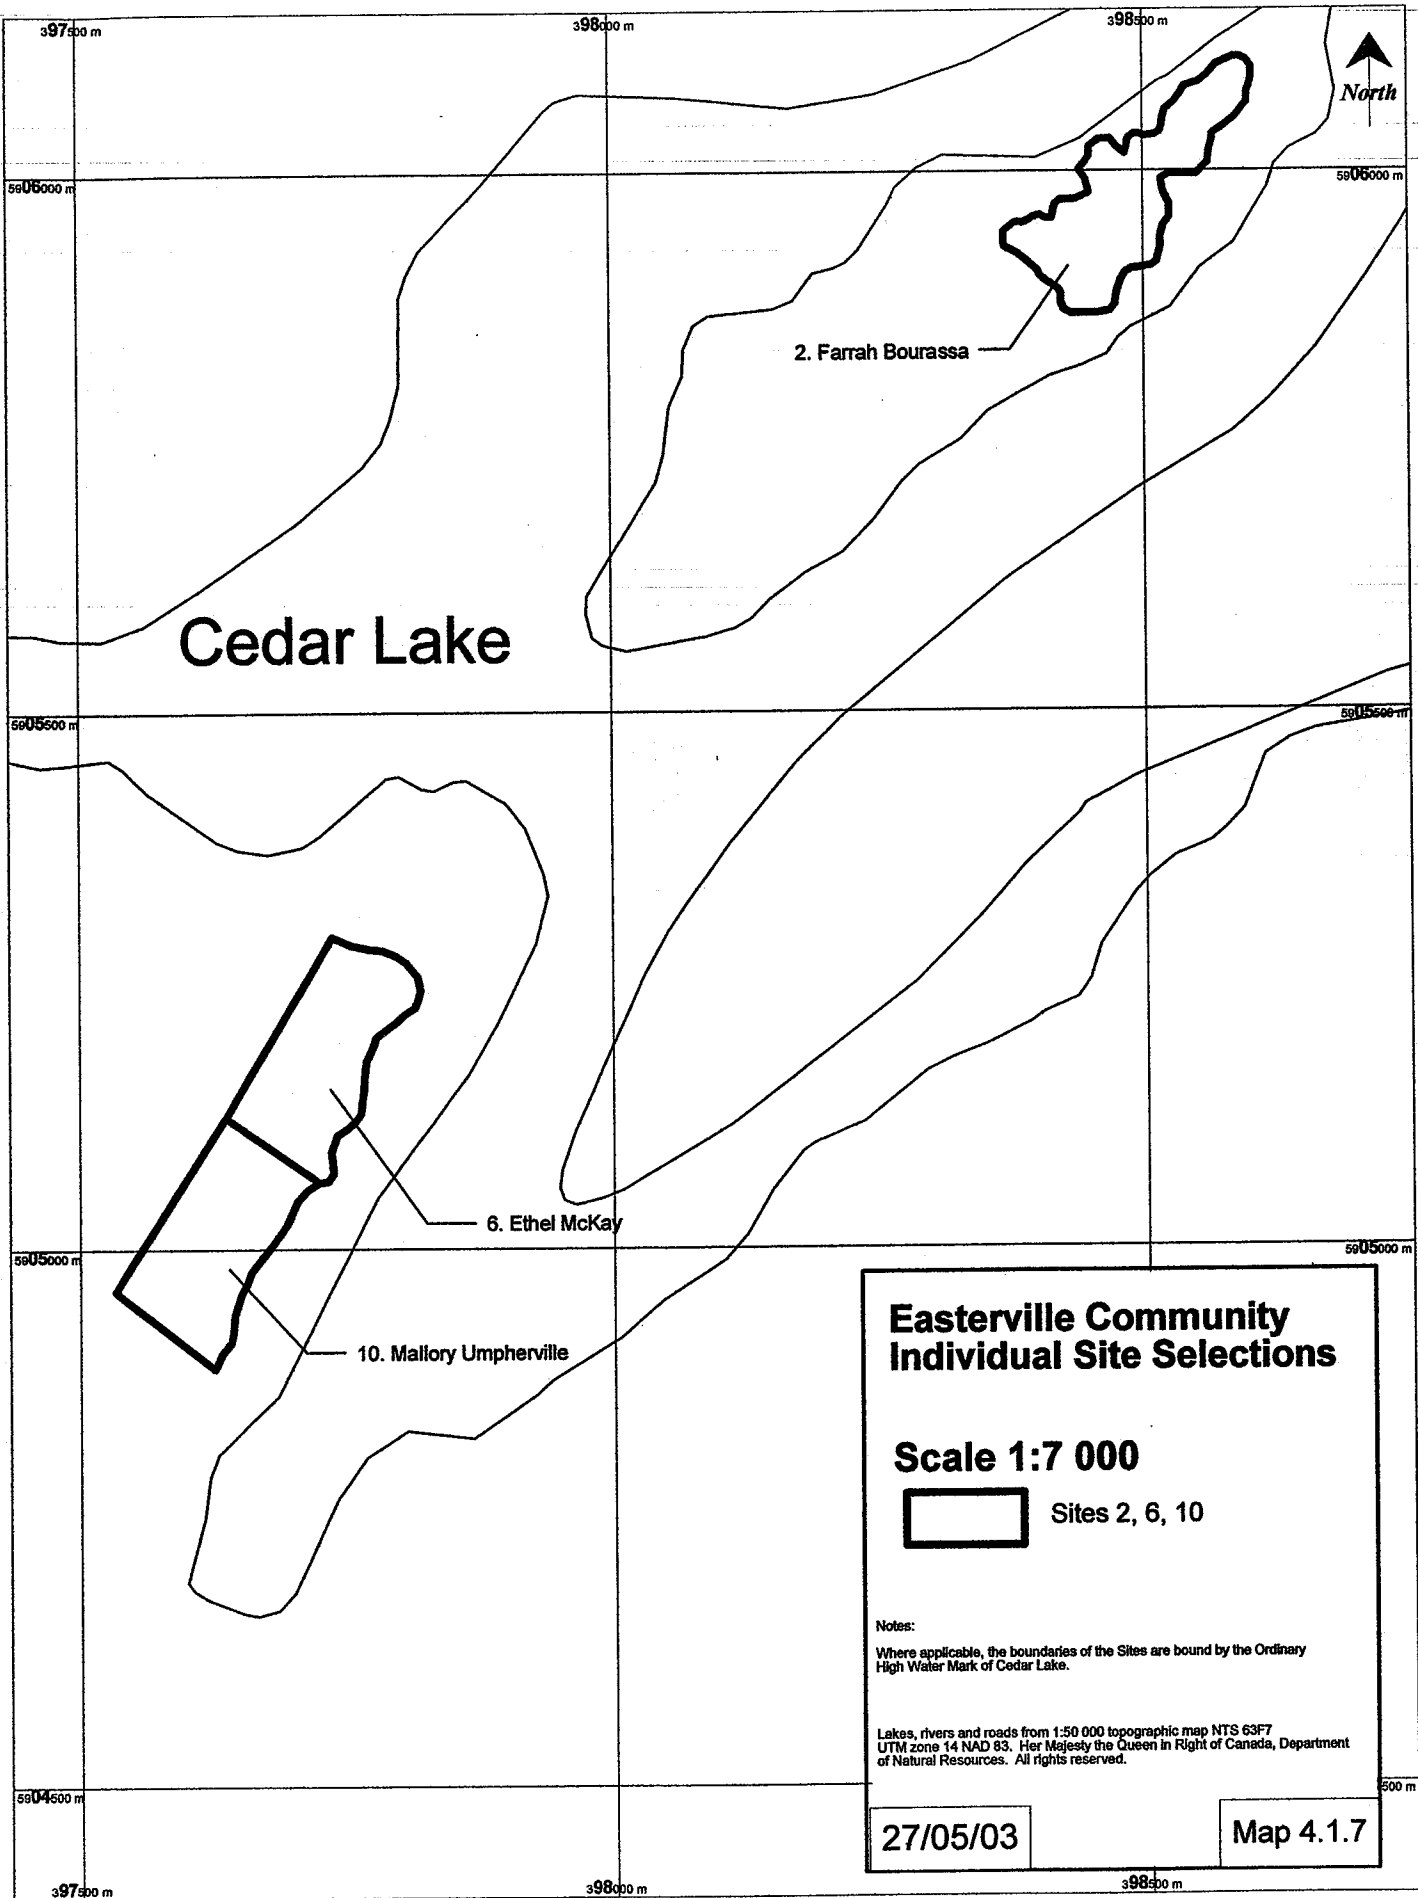 397500 m
398000 m
398500 m
North
5906000 m
5906000 m
2. Farrah Bourassa
Cedar Lake
5905500 m
5905500 m
6. Ethel McKay
5905000 m
5905000 m
10. Mallory Umpherville
Easterville Community
Individual Site Selections
Scale 1:7 000
Sites 2, 6, 10
Notes:
Where applicable, the boundaries of the Sites are bound by the Ordinary
High Water Mark of Cedar Lake.
Lakes, rivers and roads from 1:50 000 topographic map NTS 63F7
UTM zone 14 NAD 83. Her Majesty the Queen in Right of Canada, Department
of Natural Resources. All rights reserved.
5904500 m
500 m
27/05/03
Map 4.1.7
397500 m
398000 m
398500 m